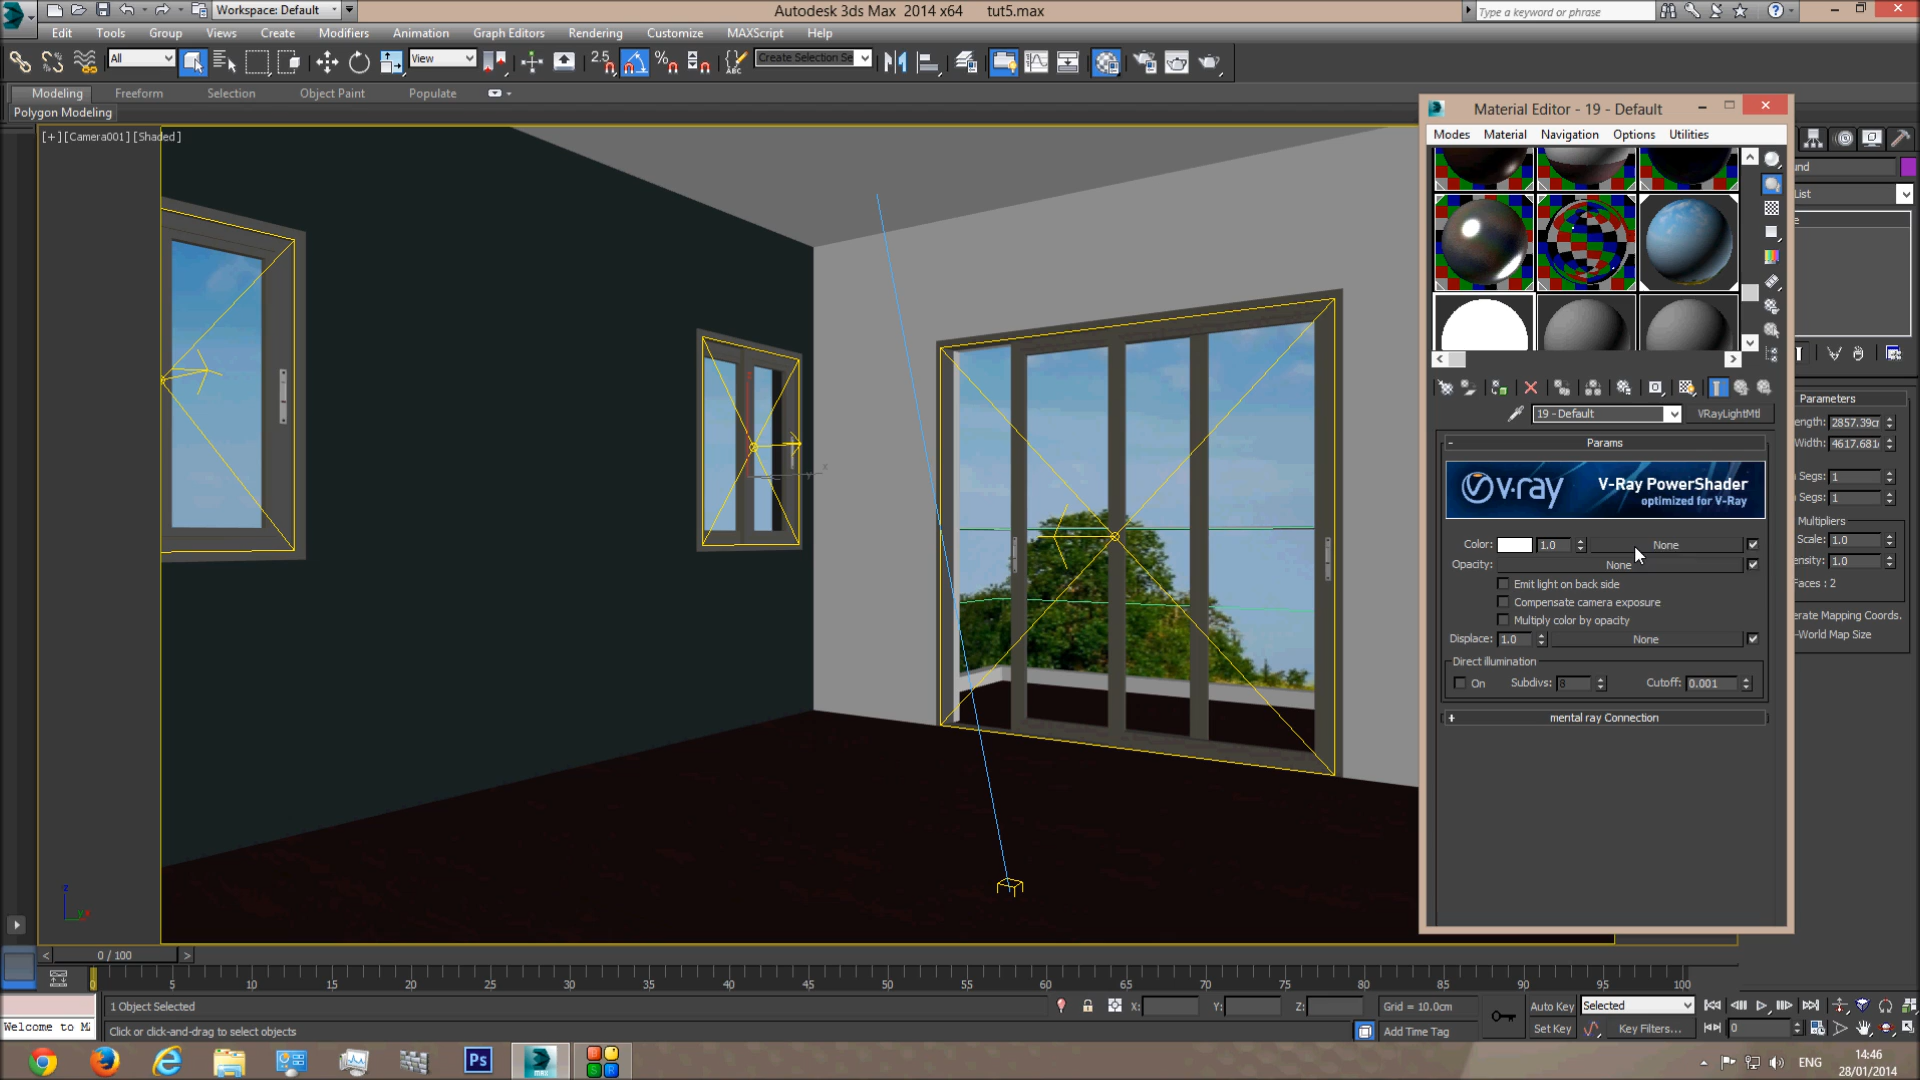 Workspace: Default
Autodesk 3ds Max 2014 x64 tut5.max
Type a keyword or phrase
Edit Tools Group Views Create Modifiers Animation Graph Editors Rendering Customize MAXScript Help
All
View
2.5
Create Selection Se
Modeling Freeform Selection Object Paint Populate
Polygon Modeling
[+][Camera001][Shaded]
Material Editor - 19 - Default
Modes Material Navigation Options Utilities
19 - Default
VRayLightMtl
Params
v·ray
V-Ray PowerShader
optimized for V-Ray
Color: 1.0 None
Opacity: None
Emit light on back side
Compensate camera exposure
Multiply color by opacity
Displace: 1.0 None
Direct illumination
On Subdivs: 8 Cutoff: 0.001
mental ray Connection
List
Parameters
ength: 2857.39cr
Width: 4617.681
Segs: 1
Segs: 1
Multipliers
Scale: 1.0
ensity: 1.0
Faces : 2
erate Mapping Coords.
-World Map Size
0 / 100
0 5 10 15 20 25 30 35 40 45 50 55 60 65 70 75 80 85 90 95 100
Welcome to M
1 Object Selected
Click or click-and-drag to select objects
X: Y: Z:
Grid = 10.0cm
Add Time Tag
Auto Key Selected
Set Key Key Filters...
0
Ps
ENG
14:46
28/01/2014